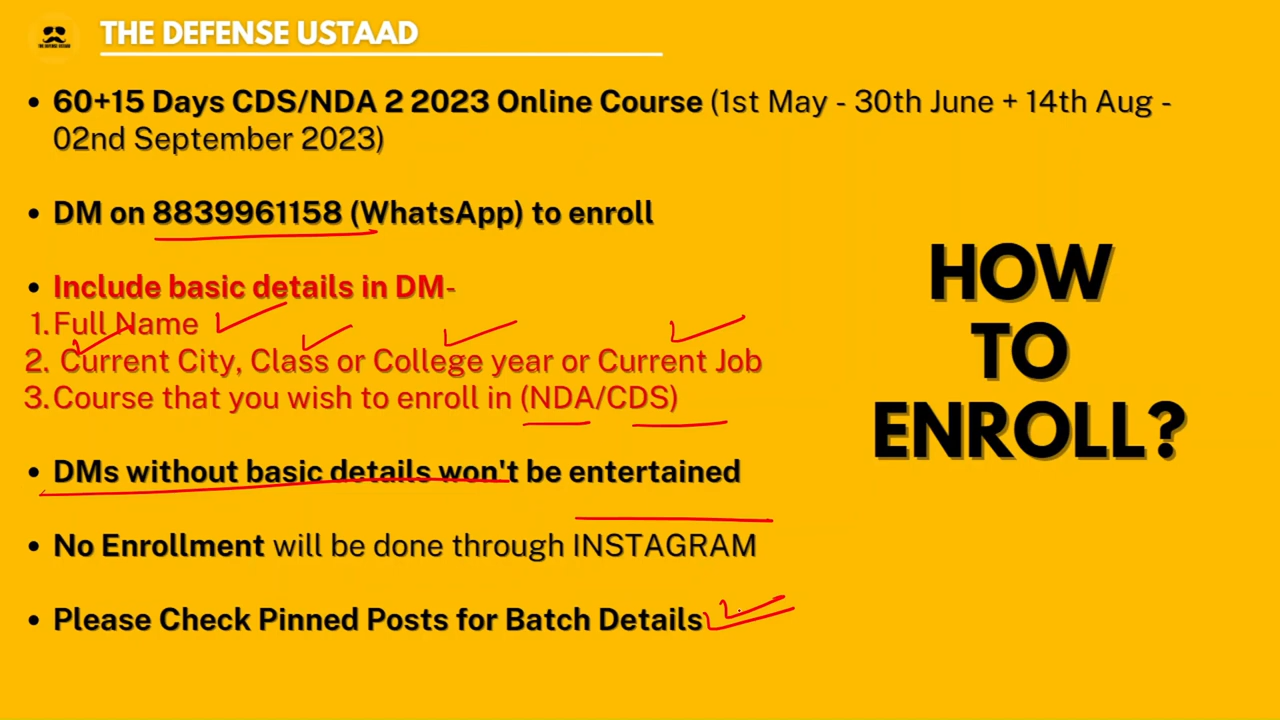 THE DEFENSE USTAAD
THE DEFENSE USTAAD
• 60+15 Days CDS/NDA 2 2023 Online Course (1st May - 30th June + 14th Aug -
02nd September 2023)
• DM on 8839961158 (WhatsApp) to enroll
• Include basic details in DM-
1. Full Name
2. Current City, Class or College year or Current Job
3. Course that you wish to enroll in (NDA/CDS)
• DMs without basic details won't be entertained
• No Enrollment will be done through INSTAGRAM
• Please Check Pinned Posts for Batch Details
HOW
TO
ENROLL?